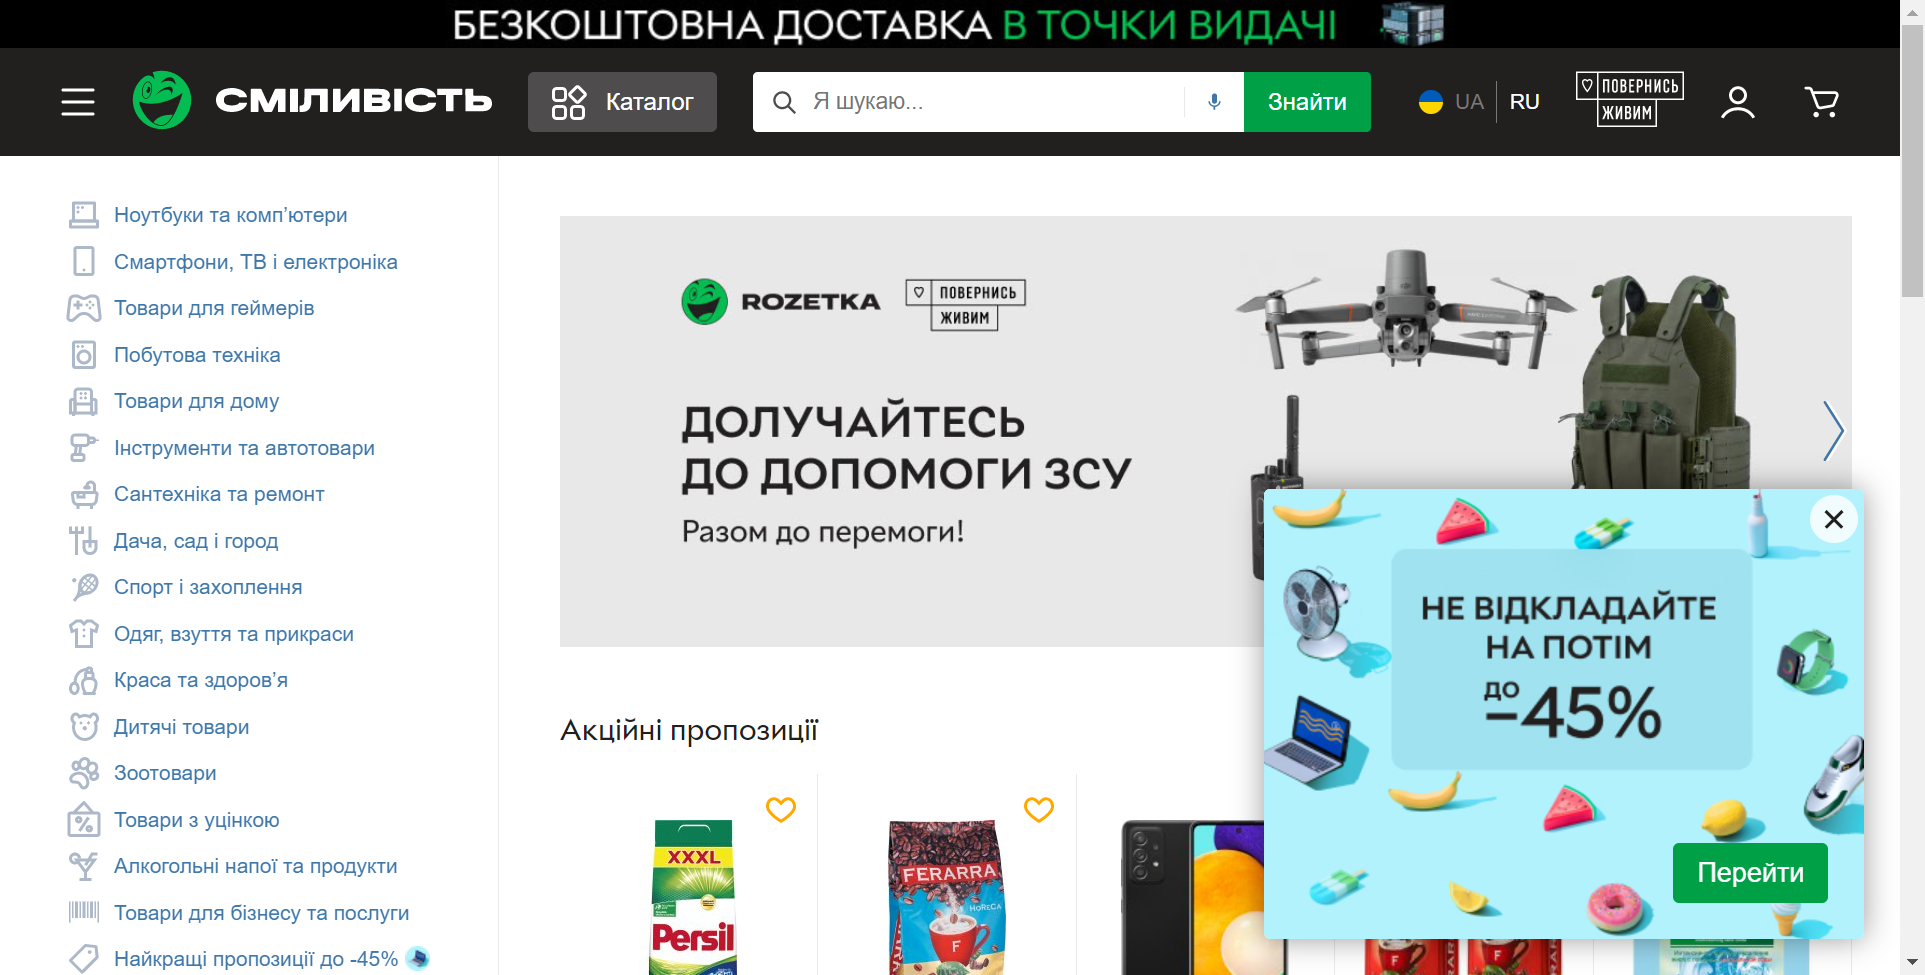 БЕЗКОШТОВНА ДОСТАВКА В ТОЧКИ ВИДАЧІ
СМІЛИВІСТЬ
Каталог
Я шукаю...
Знайти
UA
RU
ПОВЕРНИСЬ
ЖИВИМ
Ноутбуки та комп’ютери
Смартфони, ТВ і електроніка
Товари для геймерів
Побутова техніка
Товари для дому
Інструменти та автотовари
Сантехніка та ремонт
Дача, сад і город
Спорт і захоплення
Одяг, взуття та прикраси
Краса та здоров’я
Дитячі товари
Зоотовари
Товари з уцінкою
Алкогольні напої та продукти
Товари для бізнесу та послуги
Найкращі пропозиції до -45%
ROZETKA
ПОВЕРНИСЬ
ЖИВИМ
ДОЛУЧАЙТЕСЬ
ДО ДОПОМОГИ ЗСУ
Разом до перемоги!
НЕ ВІДКЛАДАЙТЕ
НА ПОТІМ
ДО
–45%
Перейти
Акційні пропозиції
XXXL
Persil
FERARRA
HoReCa
F